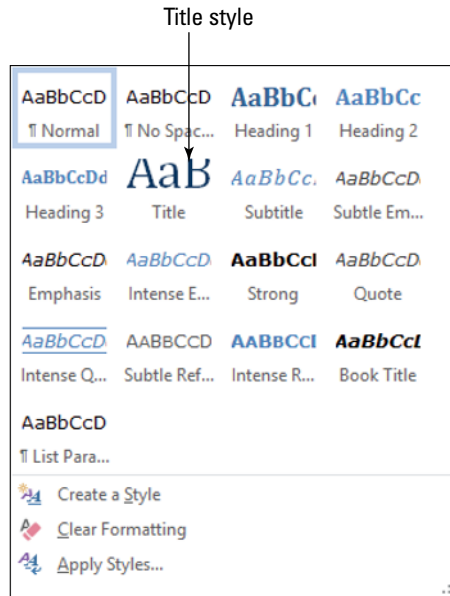 Title style
AaBbCcD AaBbCcD AaBbC AaBbCc
¶ Normal ¶ No Spac... Heading 1 Heading 2
AaBbCcDd AaB AaBbCc. AaBbCcD
Heading 3 Title Subtitle Subtle Em...
AaBbCcD AaBbCcD AaBbCcI AaBbCcD
Emphasis Intense E... Strong Quote
AaBbCcD AABBCCD AABBCCI AaBbCcL
Intense Q... Subtle Ref... Intense R... Book Title
AaBbCcD
¶ List Para...
Create a Style
Clear Formatting
Apply Styles...